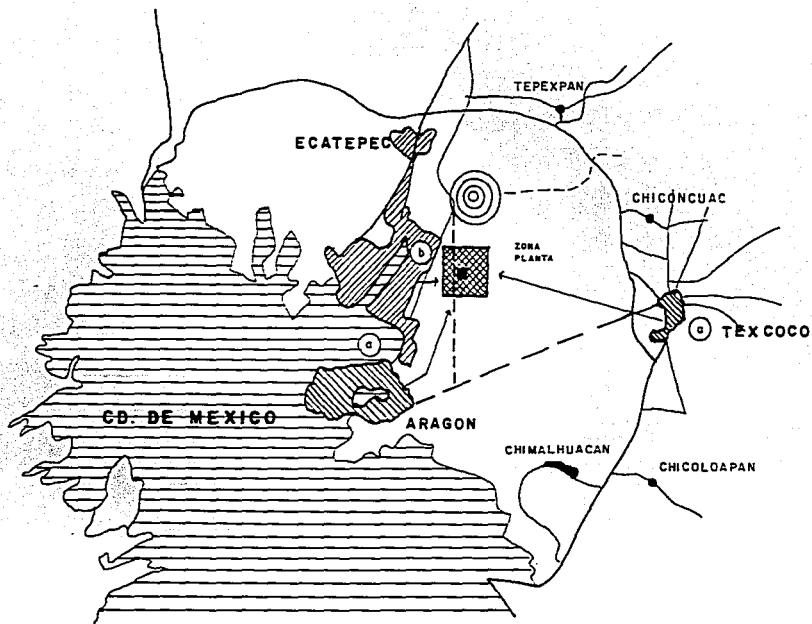 TEPEXPAN
ECATEPEC
CHICONCUAC
b
ZONA
PLANTA
a
a
TEXCOCO
CD. DE MEXICO
ARAGON
CHIMALHUACAN
CHICOLOAPAN